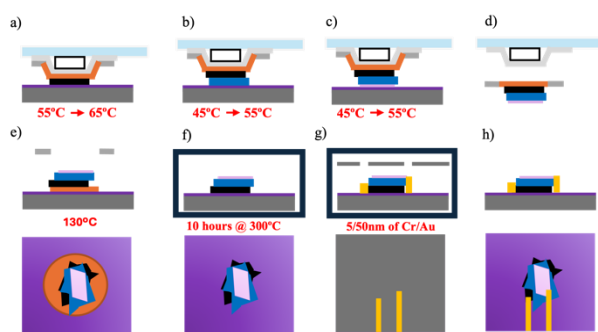 a)
b)
c)
d)
55ºC → 65ºC
45ºC → 55ºC
45ºC → 55ºC
e)
f)
g)
h)
130ºC
10 hours @ 300ºC
5/50nm of Cr/Au